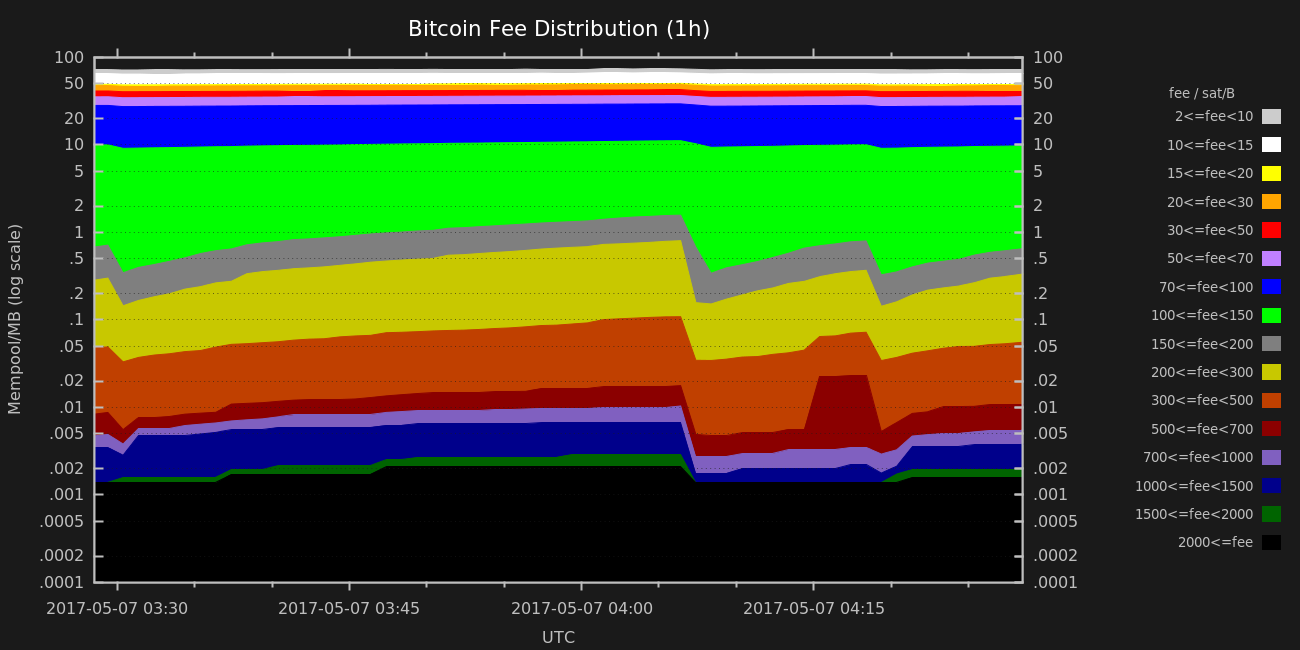 Bitcoin Fee Distribution (1h)
Mempool/MB (log scale)
100
50
20
10
5
2
1
.5
.2
.1
.05
.02
.01
.005
.002
.001
.0005
.0002
.0001
100
50
20
10
5
2
1
.5
.2
.1
.05
.02
.01
.005
.002
.001
.0005
.0002
.0001
fee / sat/B
2<=fee<10
10<=fee<15
15<=fee<20
20<=fee<30
30<=fee<50
50<=fee<70
70<=fee<100
100<=fee<150
150<=fee<200
200<=fee<300
300<=fee<500
500<=fee<700
700<=fee<1000
1000<=fee<1500
1500<=fee<2000
2000<=fee
2017-05-07 03:30 2017-05-07 03:45 2017-05-07 04:00 2017-05-07 04:15
UTC